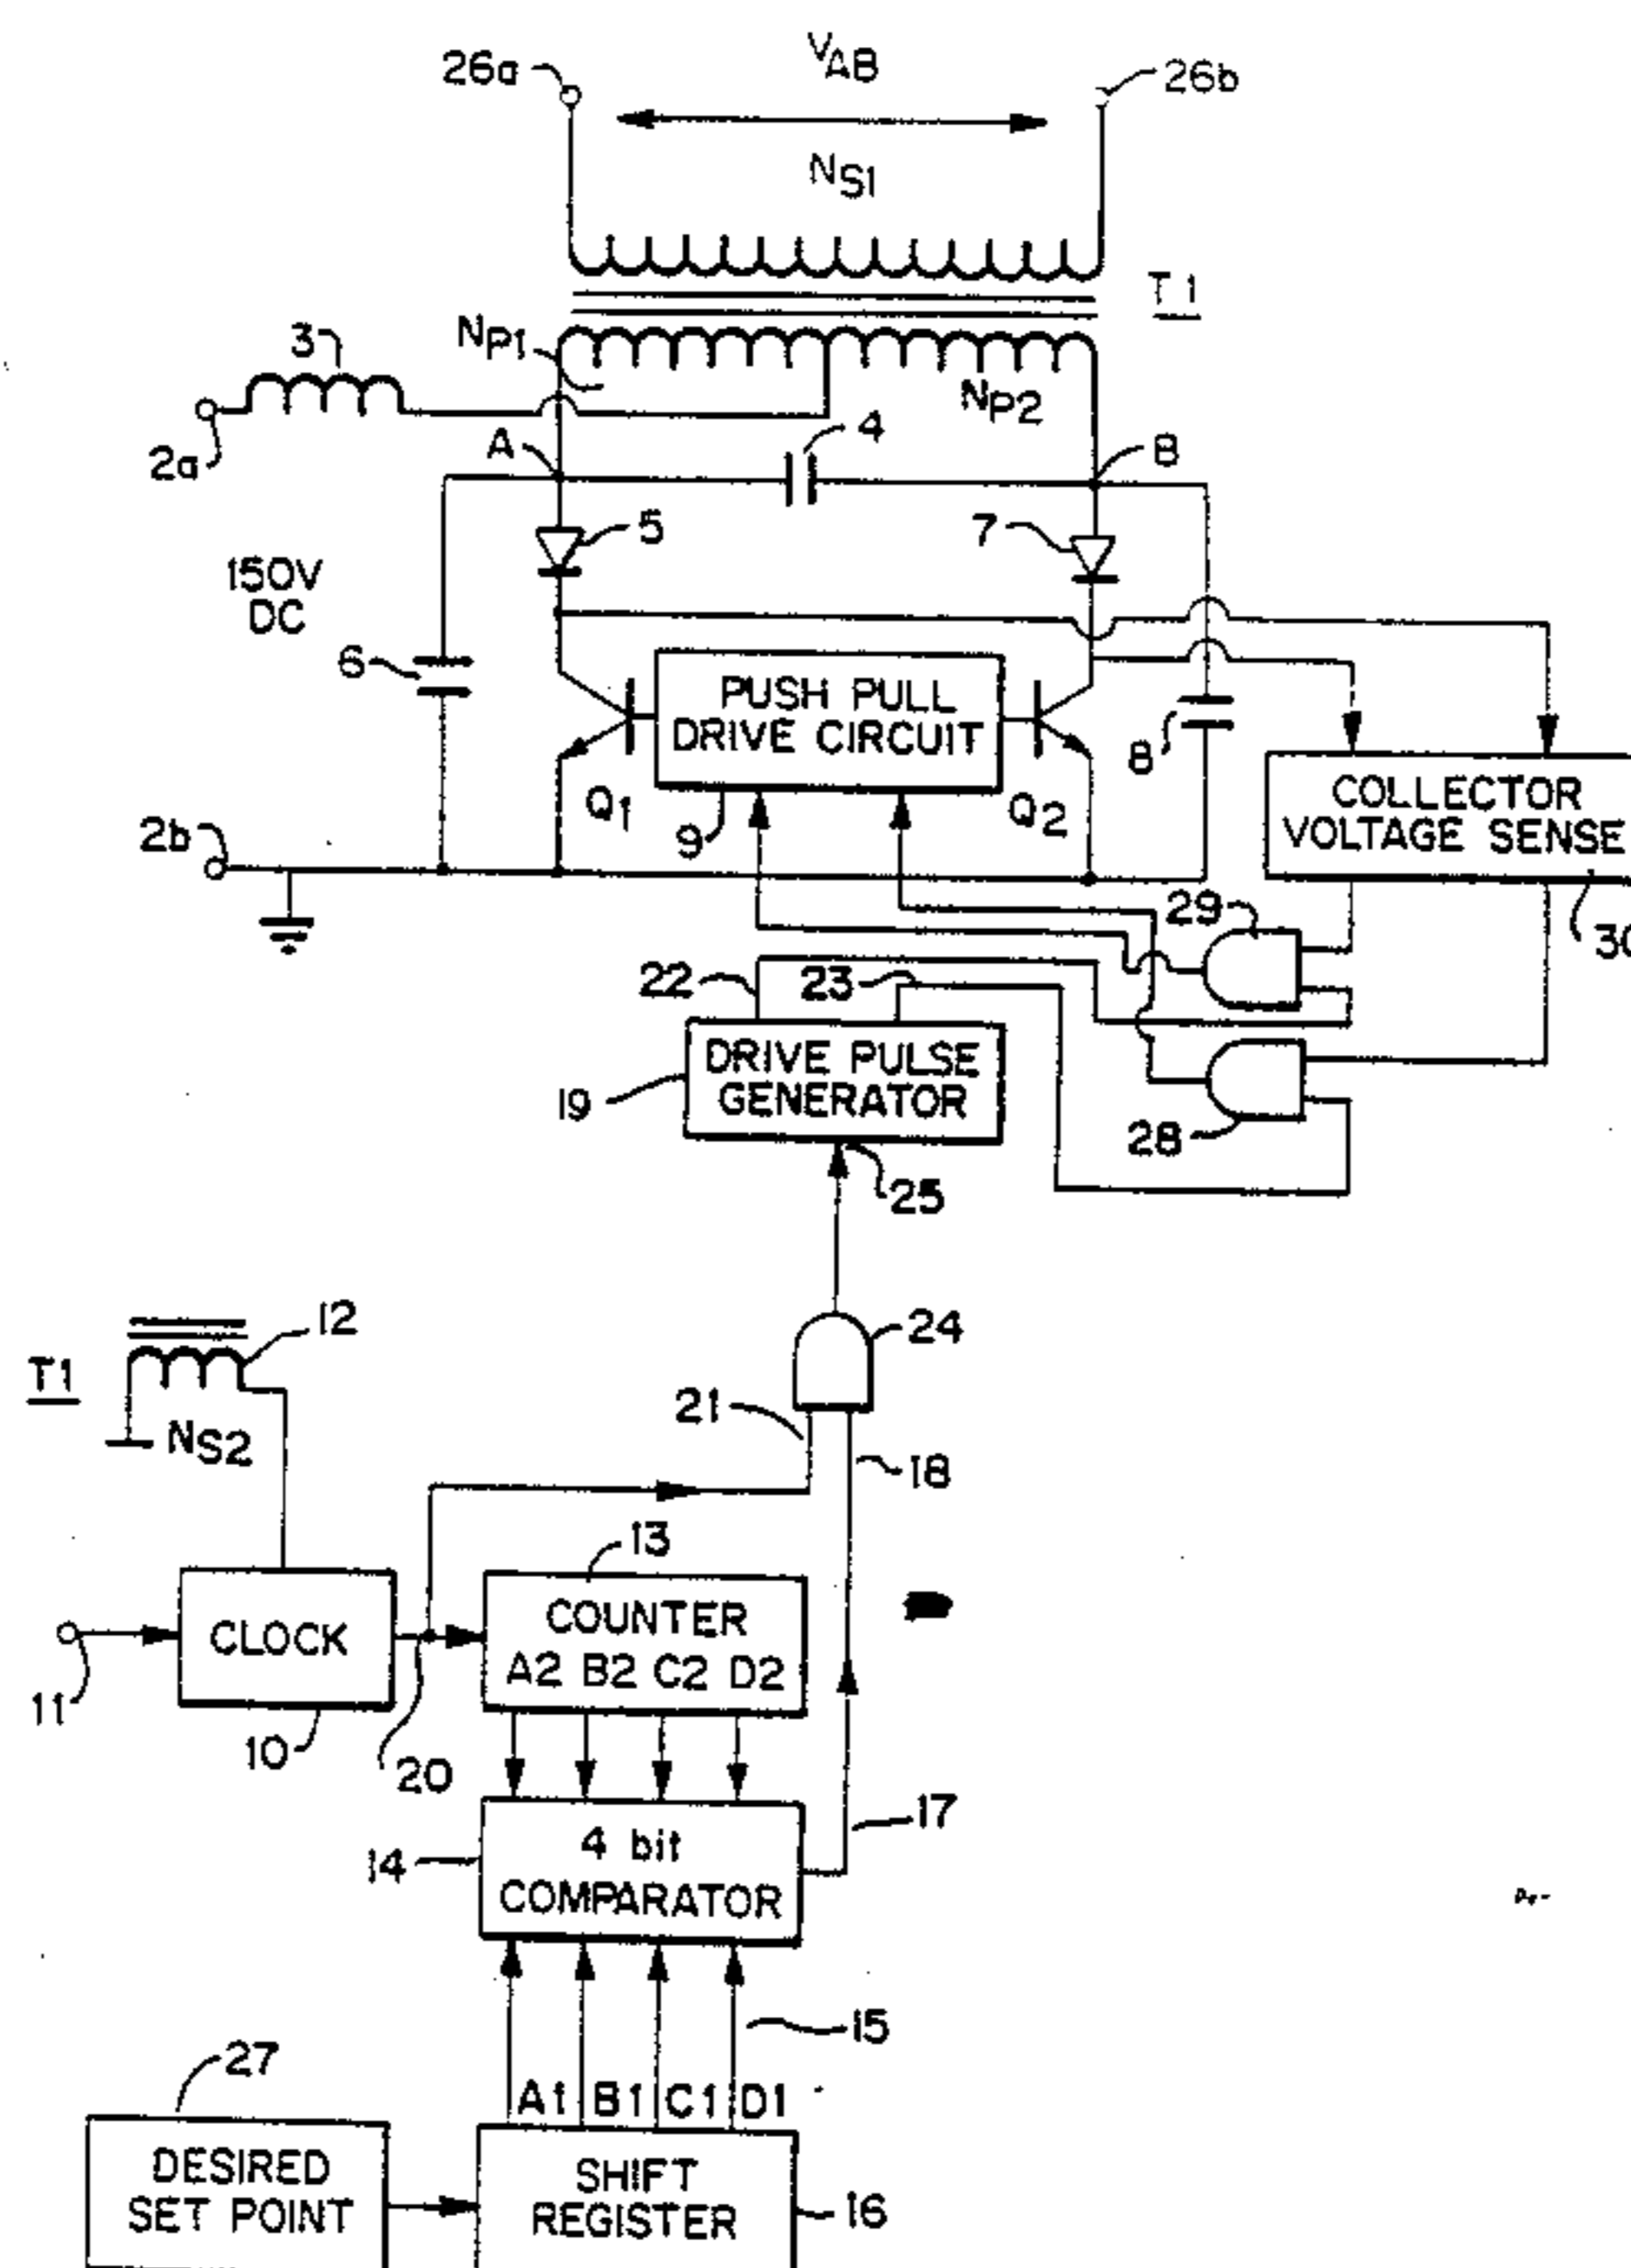 26a
VAB
26b
NS1
T1
3
NP1
NP2
2a
A
4
B
5
7
150V
DC
6
PUSH PULL
DRIVE CIRCUIT
8
COLLECTOR
VOLTAGE SENSE
Q1
Q2
2b
9
29
30
22
23
DRIVE PULSE
GENERATOR
19
28
25
12
24
T1
21
NS2
18
13
CLOCK
COUNTER
A2 B2 C2 D2
11
10
20
17
14
4 bit
COMPARATOR
15
27
A1 B1 C1 D1
DESIRED
SET POINT
SHIFT
REGISTER
16